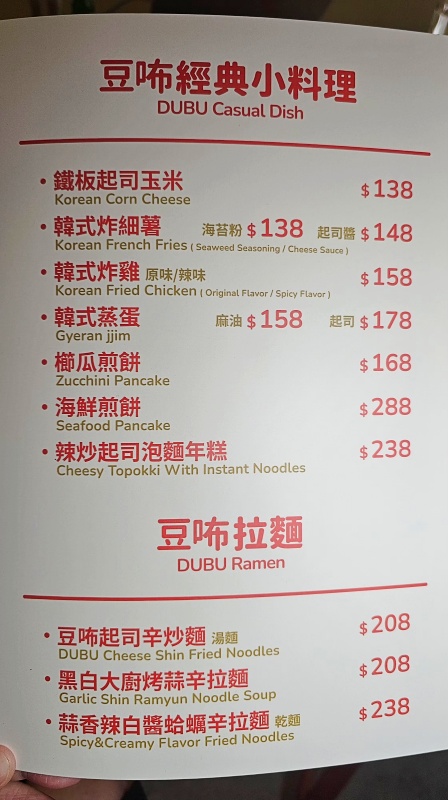 豆咘經典小料理
DUBU Casual Dish
• 鐵板起司玉米 $138
Korean Corn Cheese
• 韓式炸細薯 海苔粉 $138 起司醬 $148
Korean French Fries ( Seaweed Seasoning / Cheese Sauce )
• 韓式炸雞 原味/辣味 $158
Korean Fried Chicken ( Original Flavor / Spicy Flavor )
• 韓式蒸蛋 麻油 $158 起司 $178
Gyeran jjim
• 櫛瓜煎餅 $168
Zucchini Pancake
• 海鮮煎餅 $288
Seafood Pancake
• 辣炒起司泡麵年糕 $238
Cheesy Topokki With Instant Noodles
豆咘拉麵
DUBU Ramen
• 豆咘起司辛炒麵 湯麵 $208
DUBU Cheese Shin Fried Noodles
• 黑白大廚烤蒜辛拉麵 $208
Garlic Shin Ramyun Noodle Soup
• 蒜香辣白醬蛤蠣辛拉麵 乾麵 $238
Spicy&Creamy Flavor Fried Noodles